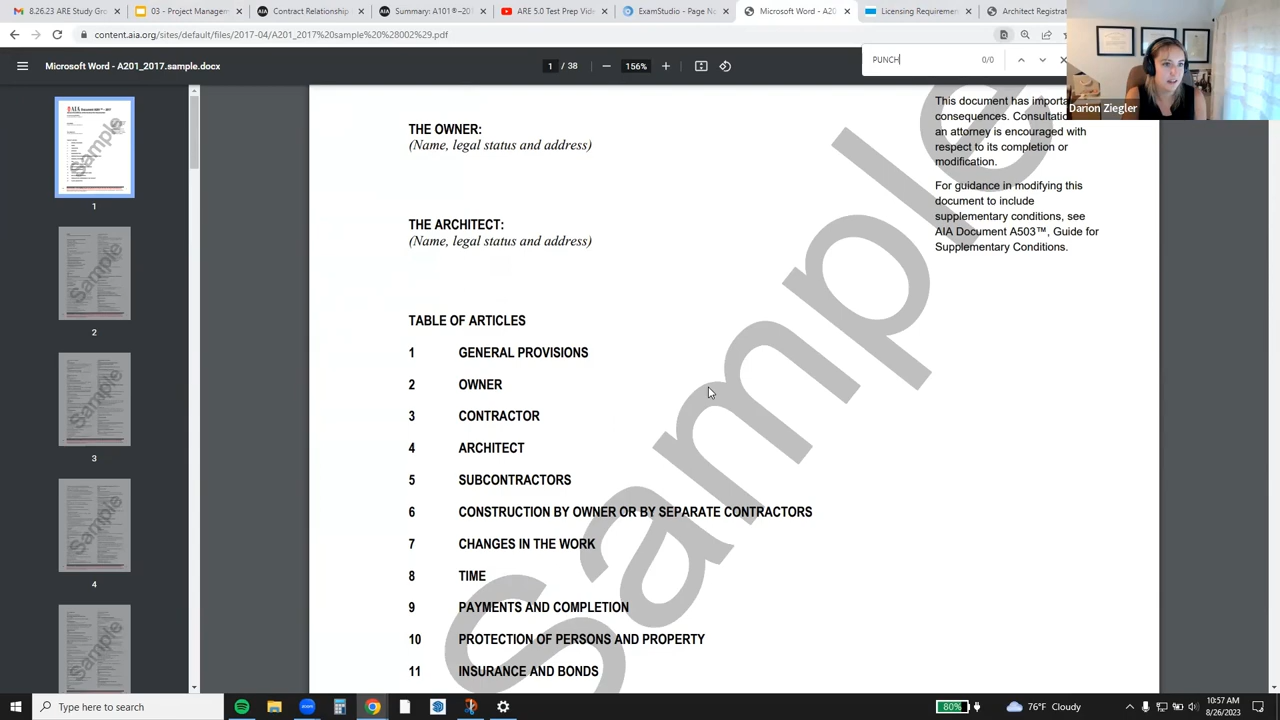 8.26.23 ARE Study Grou
03 - Project Managemen
Contract Relationship
Summary: A101®–201
ARE 5.0 Test Prep Vide
ExamStudio - Page Nu
Microsoft Word - A20
Licensing Requiremen
Architect Registratio
content.aia.org/sites/default/files/2017-04/A201_2017%20sample%20%28002%29.pdf
Microsoft Word - A201_2017.sample.docx
1 / 38
156%
PUNCH
0/0
Darion Ziegler
THE OWNER:
(Name, legal status and address)
THE ARCHITECT:
(Name, legal status and address)
TABLE OF ARTICLES
1 GENERAL PROVISIONS
2 OWNER
3 CONTRACTOR
4 ARCHITECT
5 SUBCONTRACTORS
6 CONSTRUCTION BY OWNER OR BY SEPARATE CONTRACTORS
7 CHANGES IN THE WORK
8 TIME
9 PAYMENTS AND COMPLETION
10 PROTECTION OF PERSONS AND PROPERTY
11 INSURANCE AND BONDS
This document has importa
consequences. Consultatio
an attorney is encouraged with
respect to its completion or
modification.
For guidance in modifying this
document to include
supplementary conditions, see
AIA Document A503™, Guide for
Supplementary Conditions.
Sample
1
2
3
4
Type here to search
80%
76°F Cloudy
10:57 AM
8/26/2023